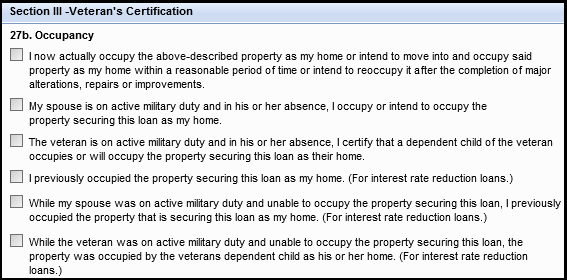 Section III -Veteran's Certification
27b. Occupancy
I now actually occupy the above-described property as my home or intend to move into and occupy said
property as my home within a reasonable period of time or intend to reoccupy it after the completion of major
alterations, repairs or improvements.
My spouse is on active military duty and in his or her absence, I occupy or intend to occupy the
property securing this loan as my home.
The veteran is on active military duty and in his or her absence, I certify that a dependent child of the veteran
occupies or will occupy the property securing this loan as their home.
I previously occupied the property securing this loan as my home. (For interest rate reduction loans.)
While my spouse was on active military duty and unable to occupy the property securing this loan, I previously
occupied the property that is securing this loan as my home. (For interest rate reduction loans.)
While the veteran was on active military duty and unable to occupy the property securing this loan, the
property was occupied by the veterans dependent child as his or her home. (For interest rate reduction
loans.)